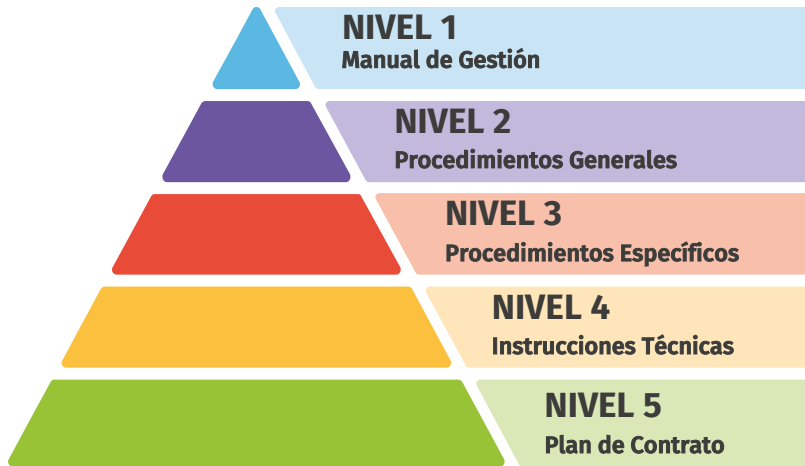 NIVEL 1
Manual de Gestión
NIVEL 2
Procedimientos Generales
NIVEL 3
Procedimientos Específicos
NIVEL 4
Instrucciones Técnicas
NIVEL 5
Plan de Contrato